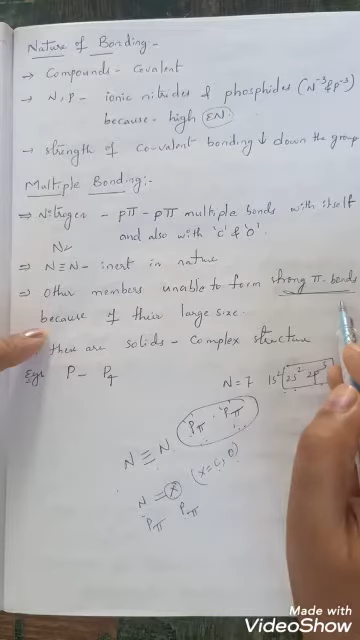 Nature of Bonding -
→ Compounds - Covalent
→ N, P - ionic nitrides & phosphides (N⁻³ & P⁻³)
because - high EN
→ strength of covalent bonding ↓ down the group
Multiple Bonding :-
⇒ Nitrogen - pπ - pπ multiple bonds with itself
and also with 'C' & 'O'.
N₂
⇒ N≡N - inert in nature
⇒ Other members unable to form strong π-bonds
because of their large size.
These are solids - Complex structure
Eg:- P - P₄
N = 7 1s² 2s² 2p³
N ≡ N Pπ - Pπ
N = X (X = C, O)
Pπ Pπ
Made with
VideoShow